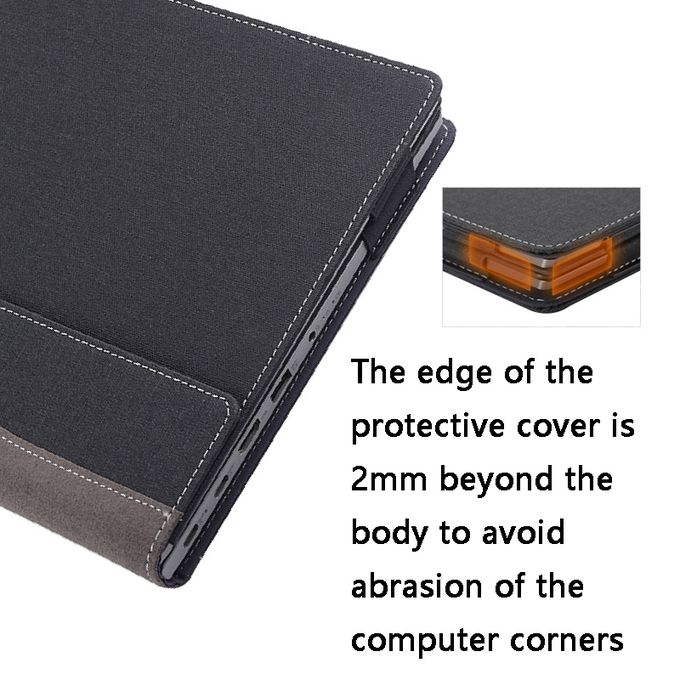 The edge of the
protective cover is
2mm beyond the
body to avoid
abrasion of the
computer corners